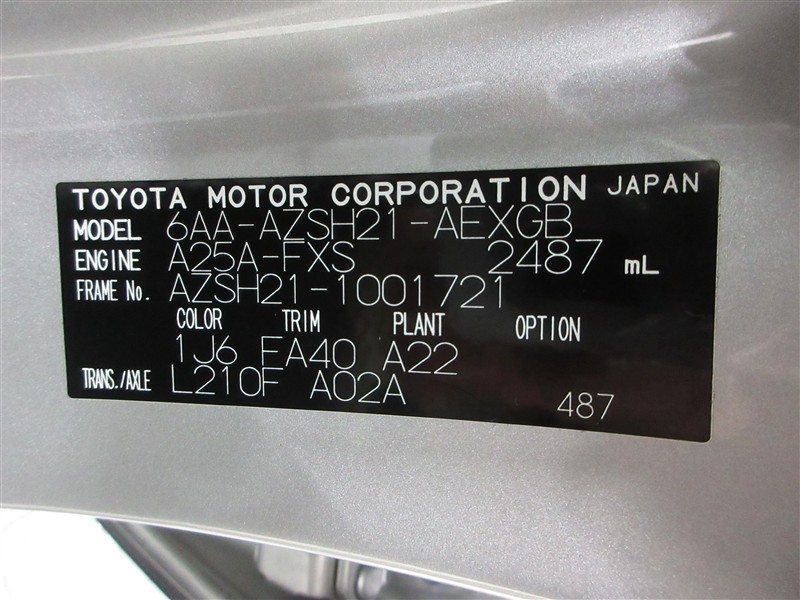 TOYOTA MOTOR CORPORATION JAPAN
MODEL 6AA-AZSH21-AEXGB
ENGINE A25A-FXS 2487 mL
FRAME No. AZSH21-1001721
COLOR TRIM PLANT OPTION
1J6 FA40 A22
TRANS./AXLE L210F A02A
487